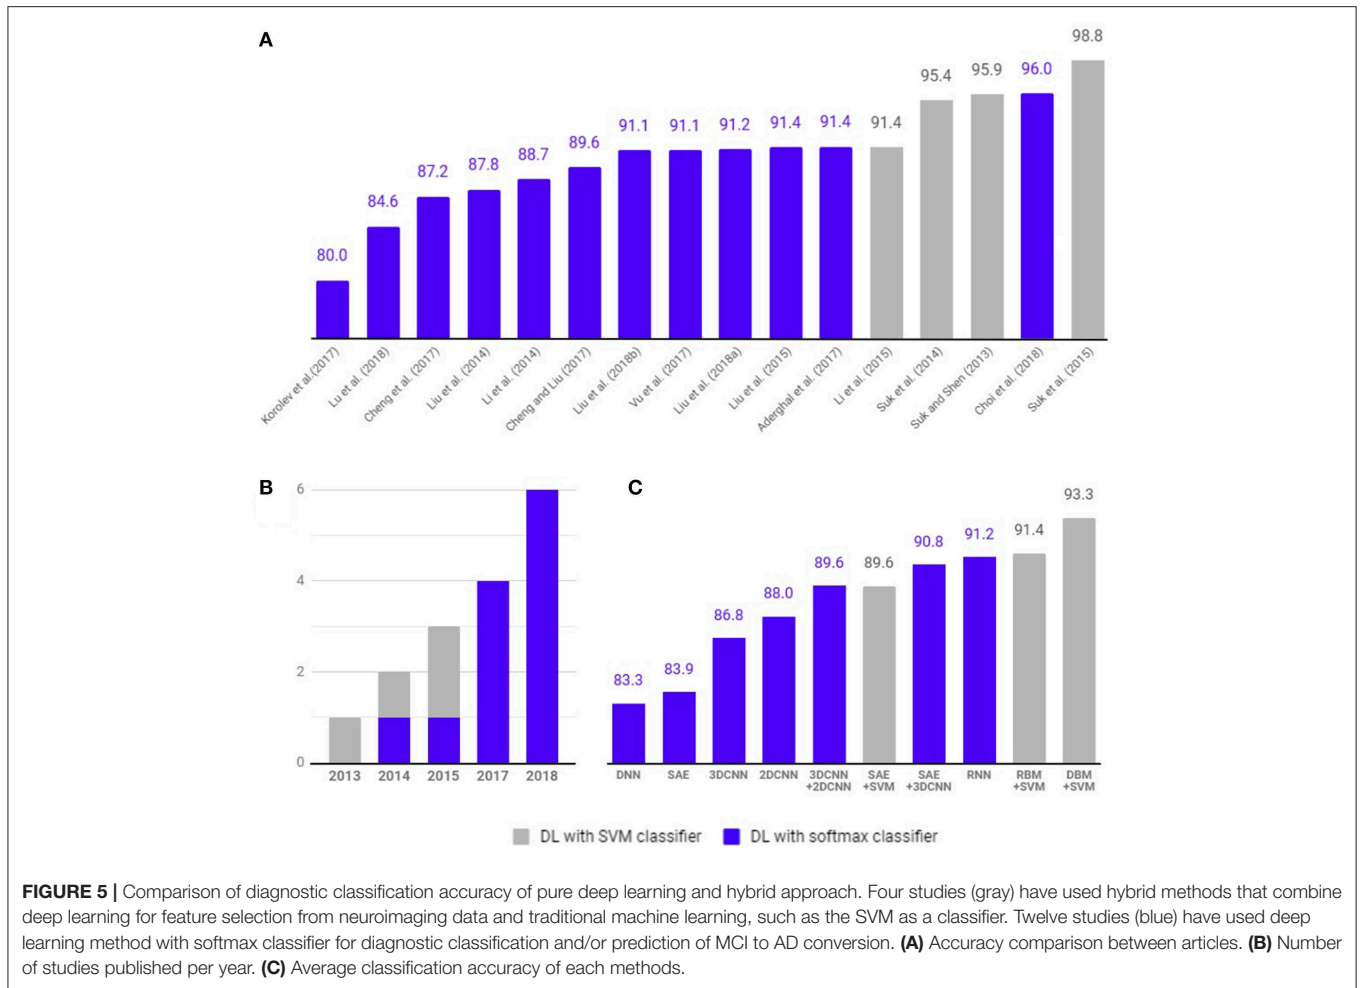 A
80.0
84.6
87.2
87.8
88.7
89.6
91.1
91.1
91.2
91.4
91.4
91.4
95.4
95.9
96.0
98.8
Korolev et al.(2017)
Lu et al. (2018)
Cheng et al. (2017)
Liu et al. (2014)
Li et al. (2014)
Cheng and Liu (2017)
Liu et al. (2018b)
Vu et al. (2017)
Liu et al. (2018a)
Liu et al. (2015)
Aderghal et al. (2017)
Li et al. (2015)
Suk et al. (2014)
Suk and Shen (2013)
Choi et al. (2018)
Suk et al. (2015)
B
6
4
2
0
2013 2014 2015 2017 2018
C
83.3
83.9
86.8
88.0
89.6
89.6
90.8
91.2
91.4
93.3
DNN
SAE
3DCNN
2DCNN
3DCNN
+2DCNN
SAE
+SVM
SAE
+3DCNN
RNN
RBM
+SVM
DBM
+SVM
DL with SVM classifier
DL with softmax classifier
FIGURE 5 | Comparison of diagnostic classification accuracy of pure deep learning and hybrid approach. Four studies (gray) have used hybrid methods that combine
deep learning for feature selection from neuroimaging data and traditional machine learning, such as the SVM as a classifier. Twelve studies (blue) have used deep
learning method with softmax classifier for diagnostic classification and/or prediction of MCI to AD conversion. (A) Accuracy comparison between articles. (B) Number
of studies published per year. (C) Average classification accuracy of each methods.